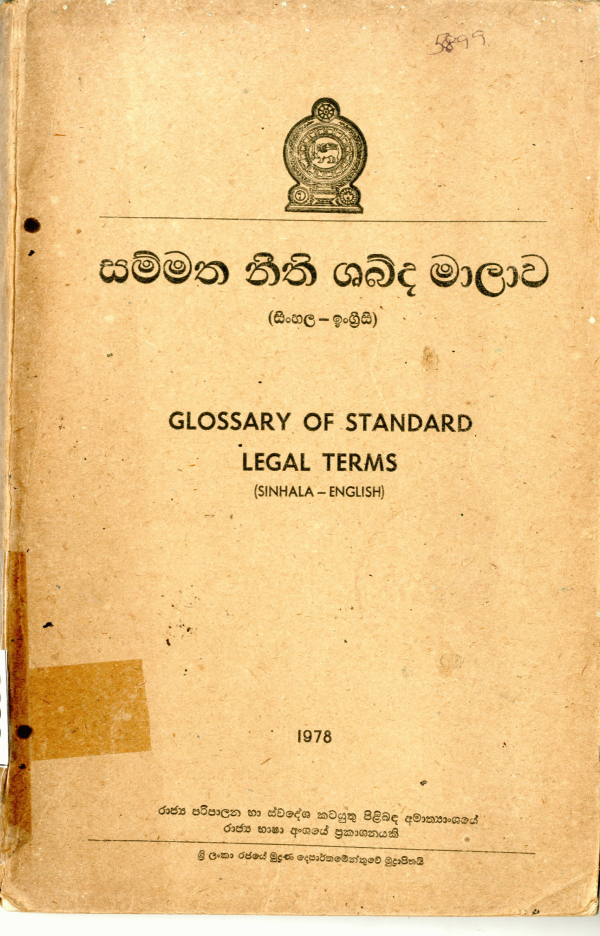 5899
සම්මත නීති ශබ්ද මාලාව
(සිංහල – ඉංග්‍රීසි)
GLOSSARY OF STANDARD
LEGAL TERMS
(SINHALA – ENGLISH)
1978
රාජ්‍ය පරිපාලන හා ස්වදේශ කටයුතු පිළිබඳ අමාත්‍යාංශයේ
රාජ්‍ය භාෂා අංශයේ ප්‍රකාශනයකි
ශ්‍රී ලංකා රජයේ මුද්‍රණ දෙපාර්තමේන්තුවේ මුද්‍රාපිතයි